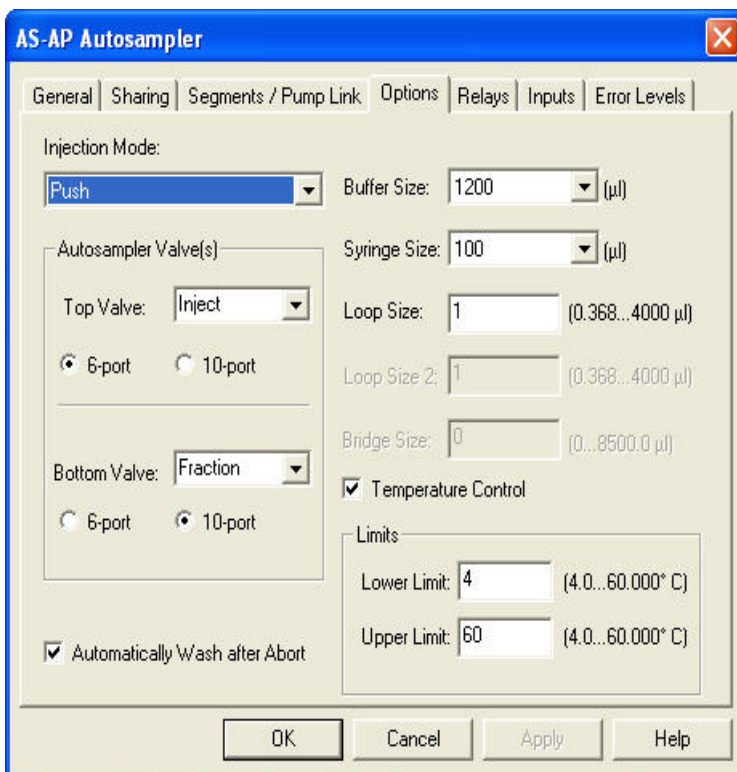 AS-AP Autosampler
General Sharing Segments / Pump Link Options Relays Inputs Error Levels
Injection Mode:
Push
Buffer Size: 1200 (µl)
Autosampler Valve(s)
Syringe Size: 100 (µl)
Top Valve: Inject
Loop Size: 1 (0.368...4000 µl)
6-port 10-port
Loop Size 2: 1 (0.368...4000 µl)
Bridge Size: 0 (0...8500.0 µl)
Bottom Valve: Fraction
Temperature Control
6-port 10-port
Limits
Lower Limit: 4 (4.0...60.000° C)
Upper Limit: 60 (4.0...60.000° C)
Automatically Wash after Abort
OK Cancel Apply Help